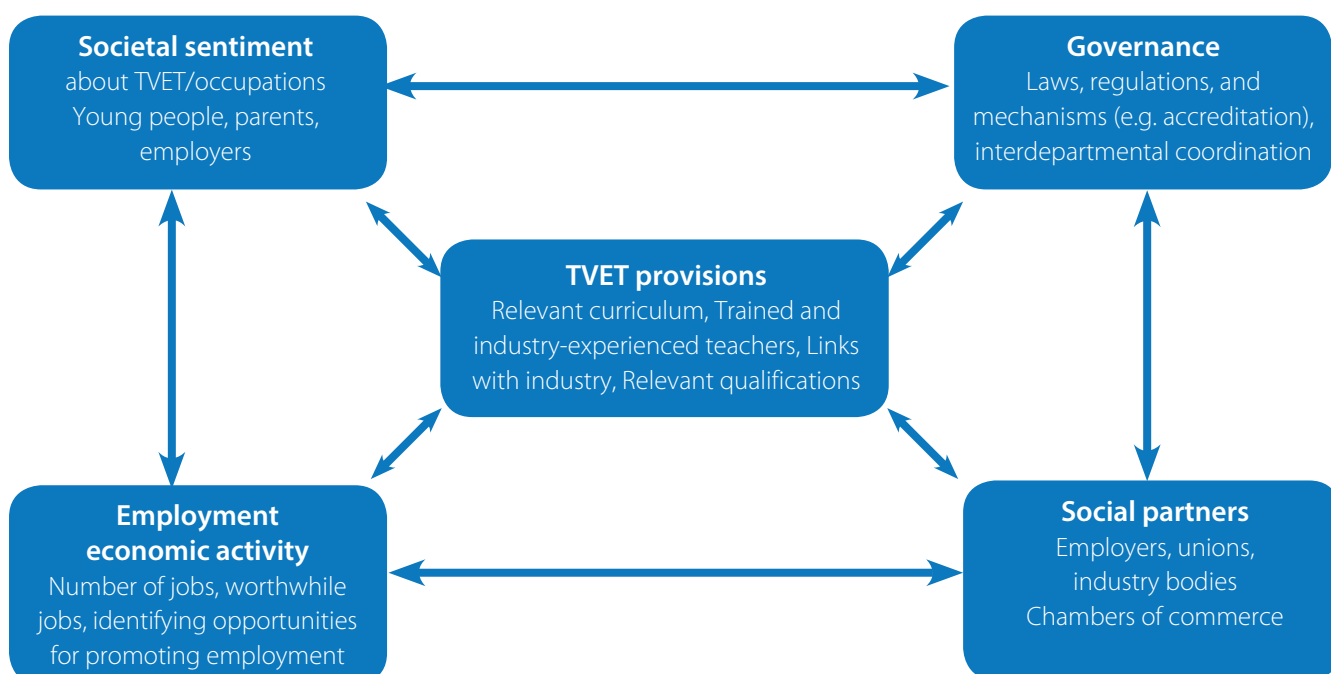 Societal sentiment
about TVET/occupations
Young people, parents,
employers
Governance
Laws, regulations, and
mechanisms (e.g. accreditation),
interdepartmental coordination
TVET provisions
Relevant curriculum, Trained and
industry-experienced teachers, Links
with industry, Relevant qualifications
Employment
economic activity
Number of jobs, worthwhile
jobs, identifying opportunities
for promoting employment
Social partners
Employers, unions,
industry bodies
Chambers of commerce